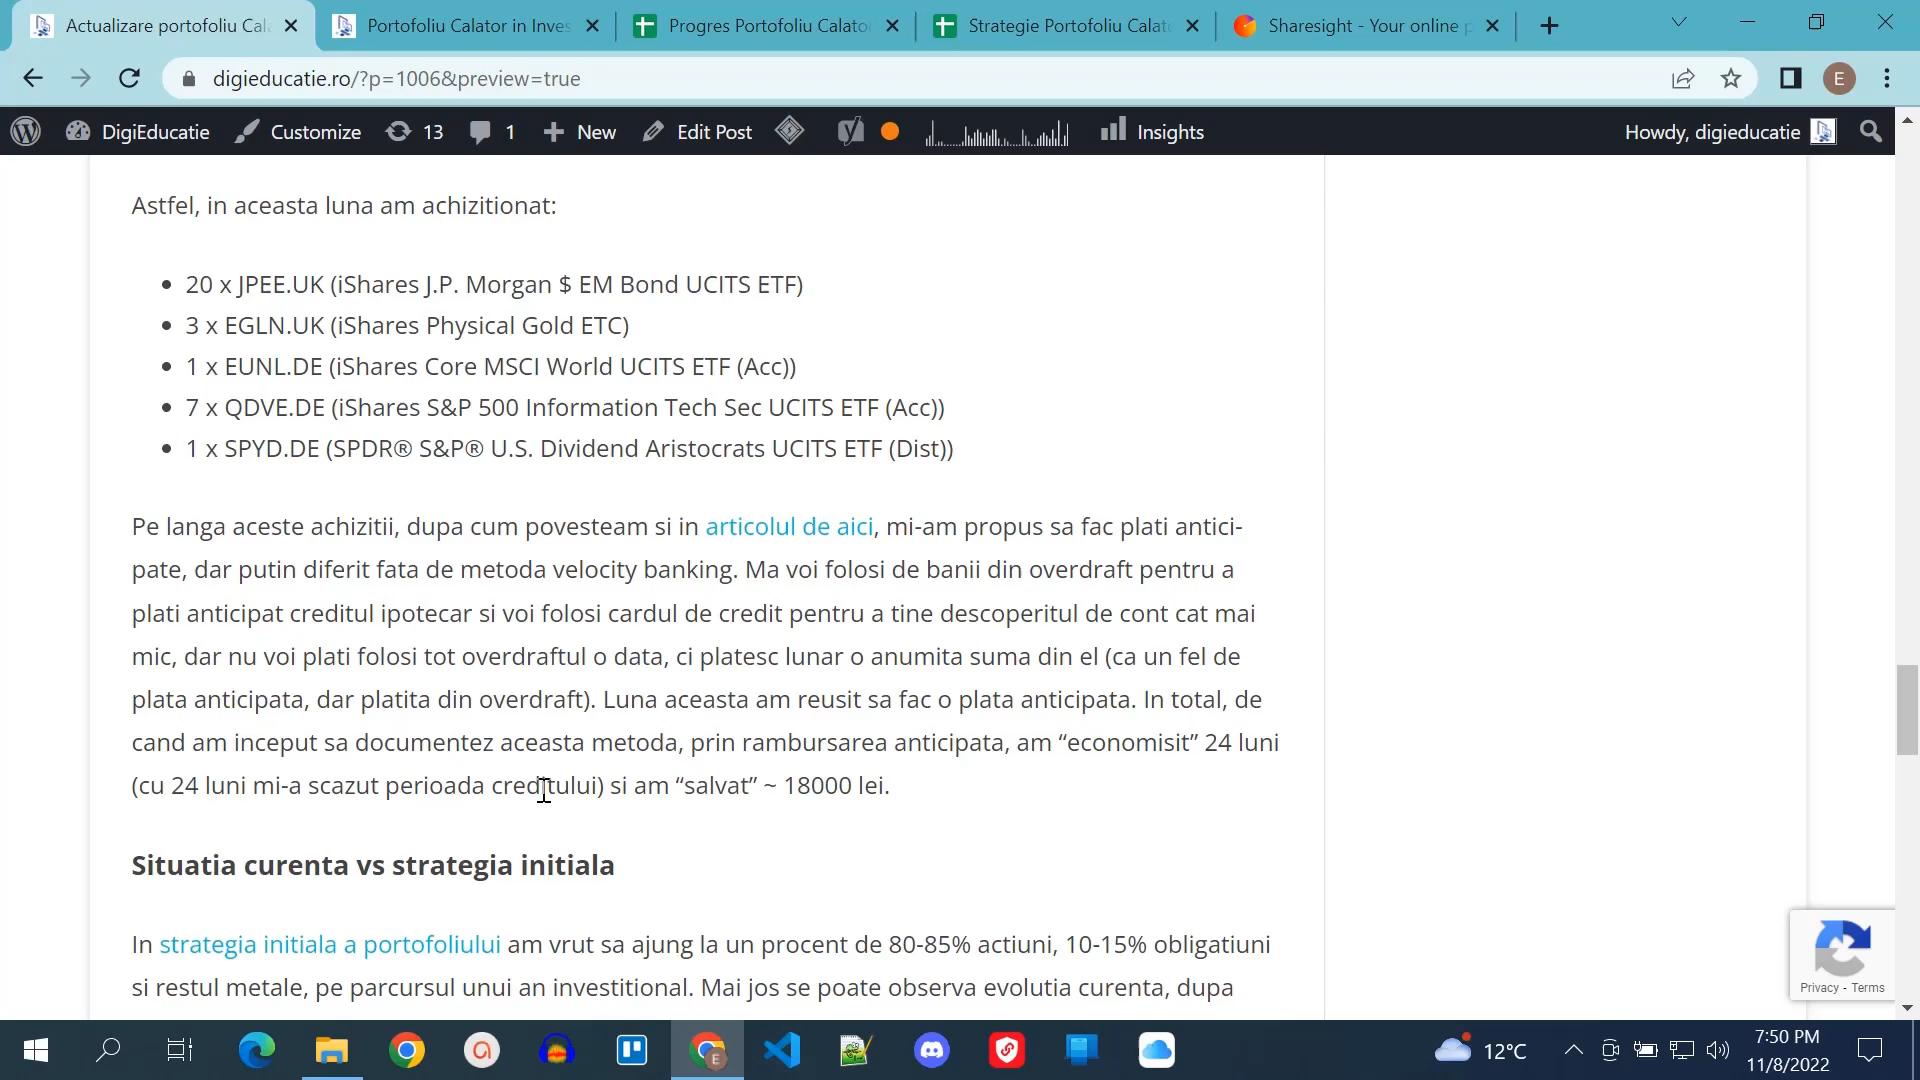 Actualizare portofoliu Cal
Portofoliu Calator in Inves
Progres Portofoliu Calato
Strategie Portofoliu Calat
Sharesight - Your online p
digieducatie.ro/?p=1006&preview=true
E
DigiEducatie
Customize
13
1
New
Edit Post
Insights
Howdy, digieducatie
Astfel, in aceasta luna am achizitionat:
• 20 x JPEE.UK (iShares J.P. Morgan $ EM Bond UCITS ETF)
• 3 x EGLN.UK (iShares Physical Gold ETC)
• 1 x EUNL.DE (iShares Core MSCI World UCITS ETF (Acc))
• 7 x QDVE.DE (iShares S&P 500 Information Tech Sec UCITS ETF (Acc))
• 1 x SPYD.DE (SPDR® S&P® U.S. Dividend Aristocrats UCITS ETF (Dist))
Pe langa aceste achizitii, dupa cum povesteam si in articolul de aici, mi-am propus sa fac plati antici-
pate, dar putin diferit fata de metoda velocity banking. Ma voi folosi de banii din overdraft pentru a
plati anticipat creditul ipotecar si voi folosi cardul de credit pentru a tine descoperitul de cont cat mai
mic, dar nu voi plati folosi tot overdraftul o data, ci platesc lunar o anumita suma din el (ca un fel de
plata anticipata, dar platita din overdraft). Luna aceasta am reusit sa fac o plata anticipata. In total, de
cand am inceput sa documentez aceasta metoda, prin rambursarea anticipata, am “economisit” 24 luni
(cu 24 luni mi-a scazut perioada creditului) si am “salvat” ~ 18000 lei.
Situatia curenta vs strategia initiala
In strategia initiala a portofoliului am vrut sa ajung la un procent de 80-85% actiuni, 10-15% obligatiuni
si restul metale, pe parcursul unui an investitional. Mai jos se poate observa evolutia curenta, dupa
Privacy - Terms
E
12°C
7:50 PM
11/8/2022